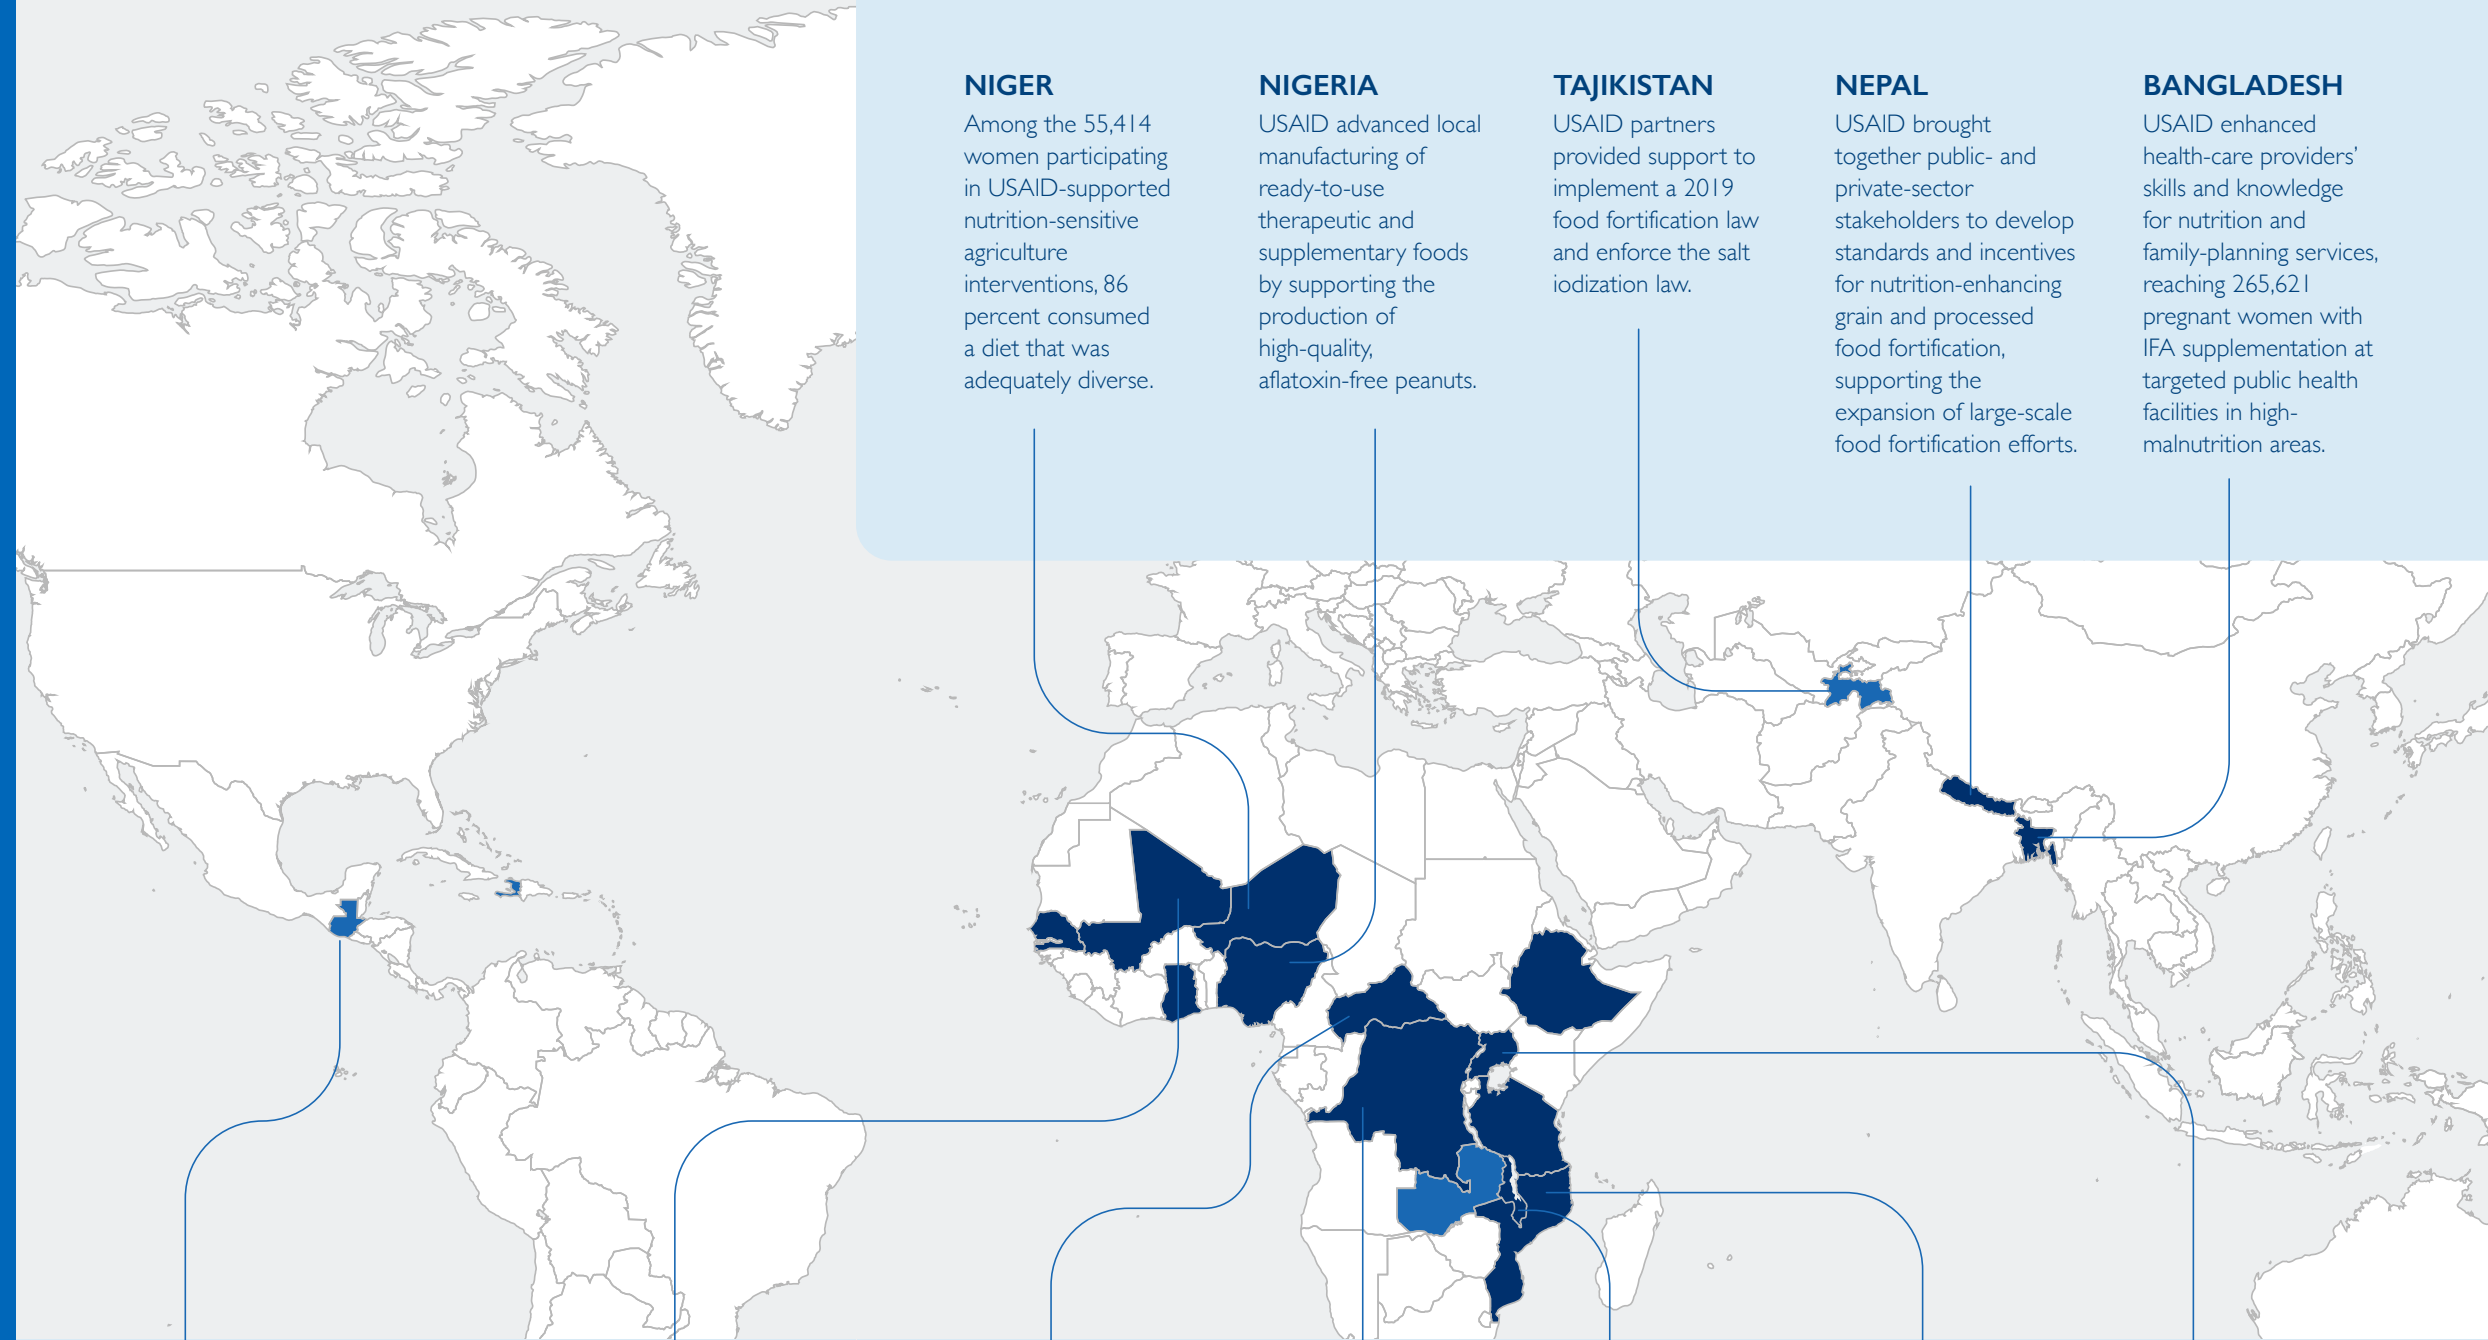 NIGER
Among the 55,414
women participating
in USAID-supported
nutrition-sensitive
agriculture
interventions, 86
percent consumed
a diet that was
adequately diverse.
NIGERIA
USAID advanced local
manufacturing of
ready-to-use
therapeutic and
supplementary foods
by supporting the
production of
high-quality,
aflatoxin-free peanuts.
TAJIKISTAN
USAID partners
provided support to
implement a 2019
food fortification law
and enforce the salt
iodization law.
NEPAL
USAID brought
together public- and
private-sector
stakeholders to develop
standards and incentives
for nutrition-enhancing
grain and processed
food fortification,
supporting the
expansion of large-scale
food fortification efforts.
BANGLADESH
USAID enhanced
health-care providers’
skills and knowledge
for nutrition and
family-planning services,
reaching 265,621
pregnant women with
IFA supplementation at
targeted public health
facilities in high-
malnutrition areas.